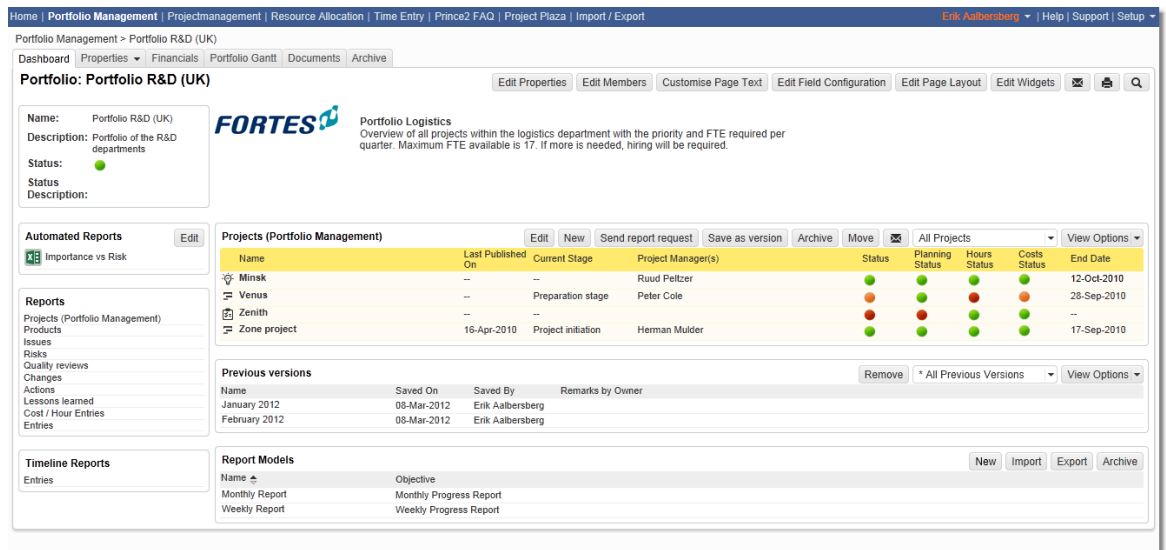 Home | Portfolio Management | Projectmanagement | Resource Allocation | Time Entry | Prince2 FAQ | Project Plaza | Import / Export
Erik Aalbersberg | Help | Support | Setup
Portfolio Management > Portfolio R&D (UK)
Dashboard Properties Financials Portfolio Gantt Documents Archive
Portfolio: Portfolio R&D (UK)
Edit Properties Edit Members Customise Page Text Edit Field Configuration Edit Page Layout Edit Widgets
Name: Portfolio R&D (UK)
Description: Portfolio of the R&D
departments
Status:
Status
Description:
FORTES
Portfolio Logistics
Overview of all projects within the logistics department with the priority and FTE required per
quarter. Maximum FTE available is 17. If more is needed, hiring will be required.
Automated Reports Edit
Importance vs Risk
Reports
Projects (Portfolio Management)
Products
Issues
Risks
Quality reviews
Changes
Actions
Lessons learned
Cost / Hour Entries
Entries
Timeline Reports
Entries
Projects (Portfolio Management) Edit New Send report request Save as version Archive Move All Projects View Options
Name Last Published On Current Stage Project Manager(s) Status Planning Status Hours Status Costs Status End Date
Minsk -- -- Ruud Peltzer 12-Oct-2010
Venus -- Preparation stage Peter Cole 28-Sep-2010
Zenith -- -- --
Zone project 16-Apr-2010 Project initiation Herman Mulder 17-Sep-2010
Previous versions Remove * All Previous Versions View Options
Name Saved On Saved By Remarks by Owner
January 2012 08-Mar-2012 Erik Aalbersberg
February 2012 08-Mar-2012 Erik Aalbersberg
Report Models New Import Export Archive
Name Objective
Monthly Report Monthly Progress Report
Weekly Report Weekly Progress Report